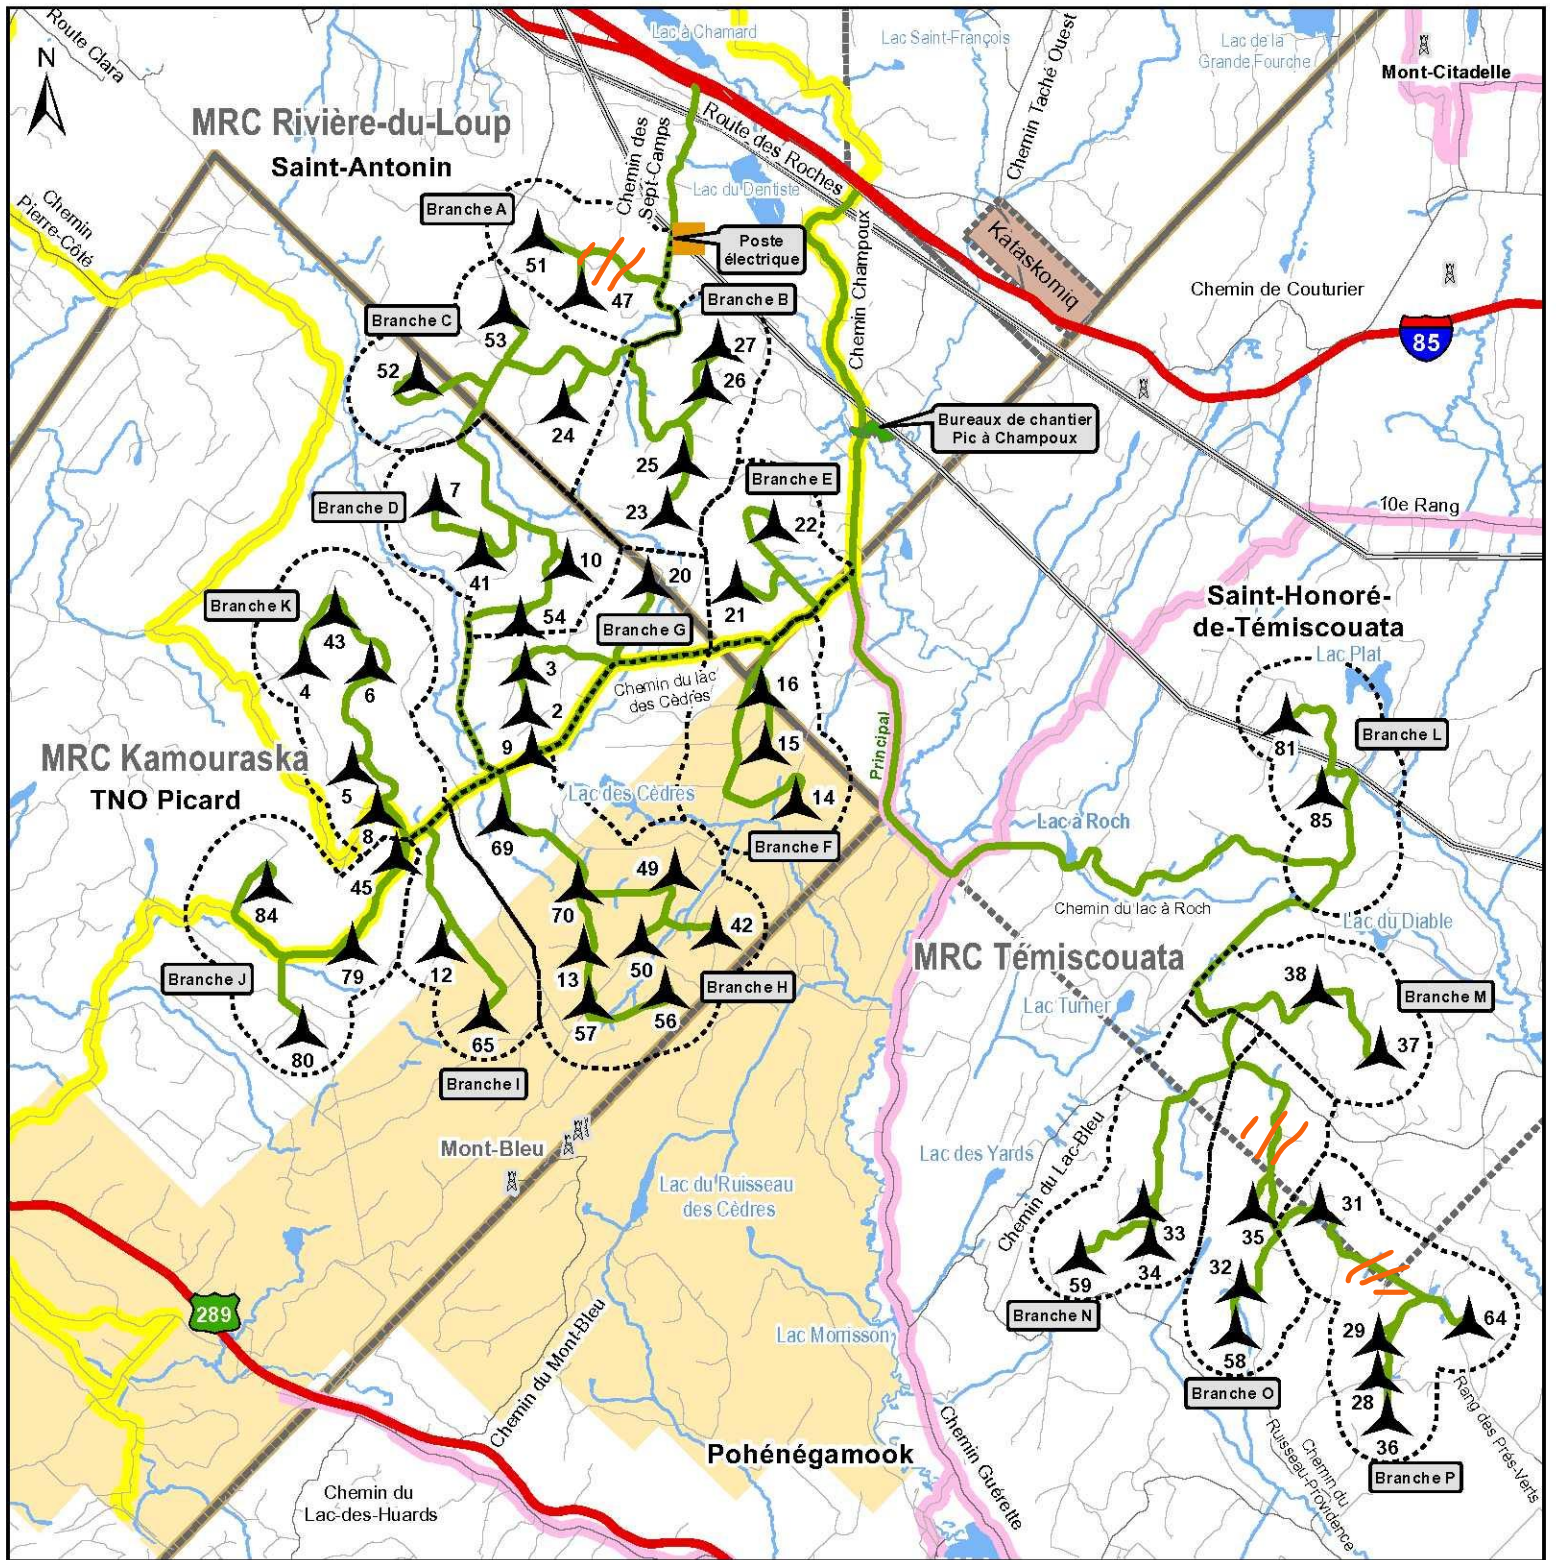 Route Clara
N
Lac à Chamard
Lac Saint-François
Chemin Taché Ouest
Lac de la
Grande Fourche
Mont-Citadelle
MRC Rivière-du-Loup
Saint-Antonin
Chemin des
Sept-Camps
Route des Roches
Lac du Dentiste
Chemin
Pierre-Côté
Branche A
51
47
Poste
électrique
Kataskomiq
Chemin de Couturier
85
Branche B
Chemin Champoux
Branche C
53
52
27
26
24
Bureaux de chantier
Pic à Champoux
25
23
Branche E
22
10e Rang
Branche D
7
41
10
20
21
54
Branche G
Saint-Honoré-
de-Témiscouata
Lac Plat
Branche K
43
4
6
3
2
9
Chemin du lac
des Cèdres
16
15
14
Principal
81
Branche L
85
MRC Kamouraska
TNO Picard
5
8
45
Lac des Cèdres
69
Branche F
Lac à Roch
Chemin du lac à Roch
Lac du Diable
84
79
80
Branche J
12
65
Branche I
70
49
42
50
13
57
56
Branche H
MRC Témiscouata
Lac Turner
38
37
Branche M
Mont-Bleu
Lac du Ruisseau
des Cèdres
Lac des Yards
Chemin du Lac-Bleu
33
34
59
Branche N
35
32
58
Branche O
31
64
29
28
36
Branche P
289
Lac Morrisson
Chemin du Mont-Bleu
Pohénégamook
Chemin Guérette
Chemin du
Ruisseau-Providence
Rang des Prés-Verts
Chemin du
Lac-des-Huards